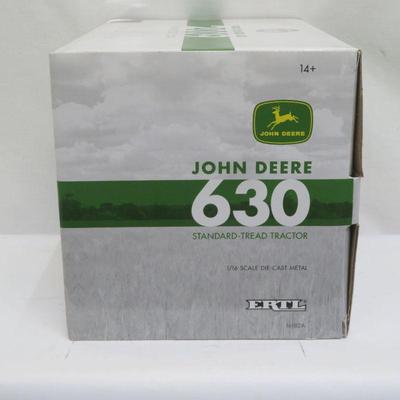 14+
JOHN DEERE
JOHN DEERE
630
STANDARD-TREAD TRACTOR
1/16 SCALE DIE-CAST METAL
ERTL